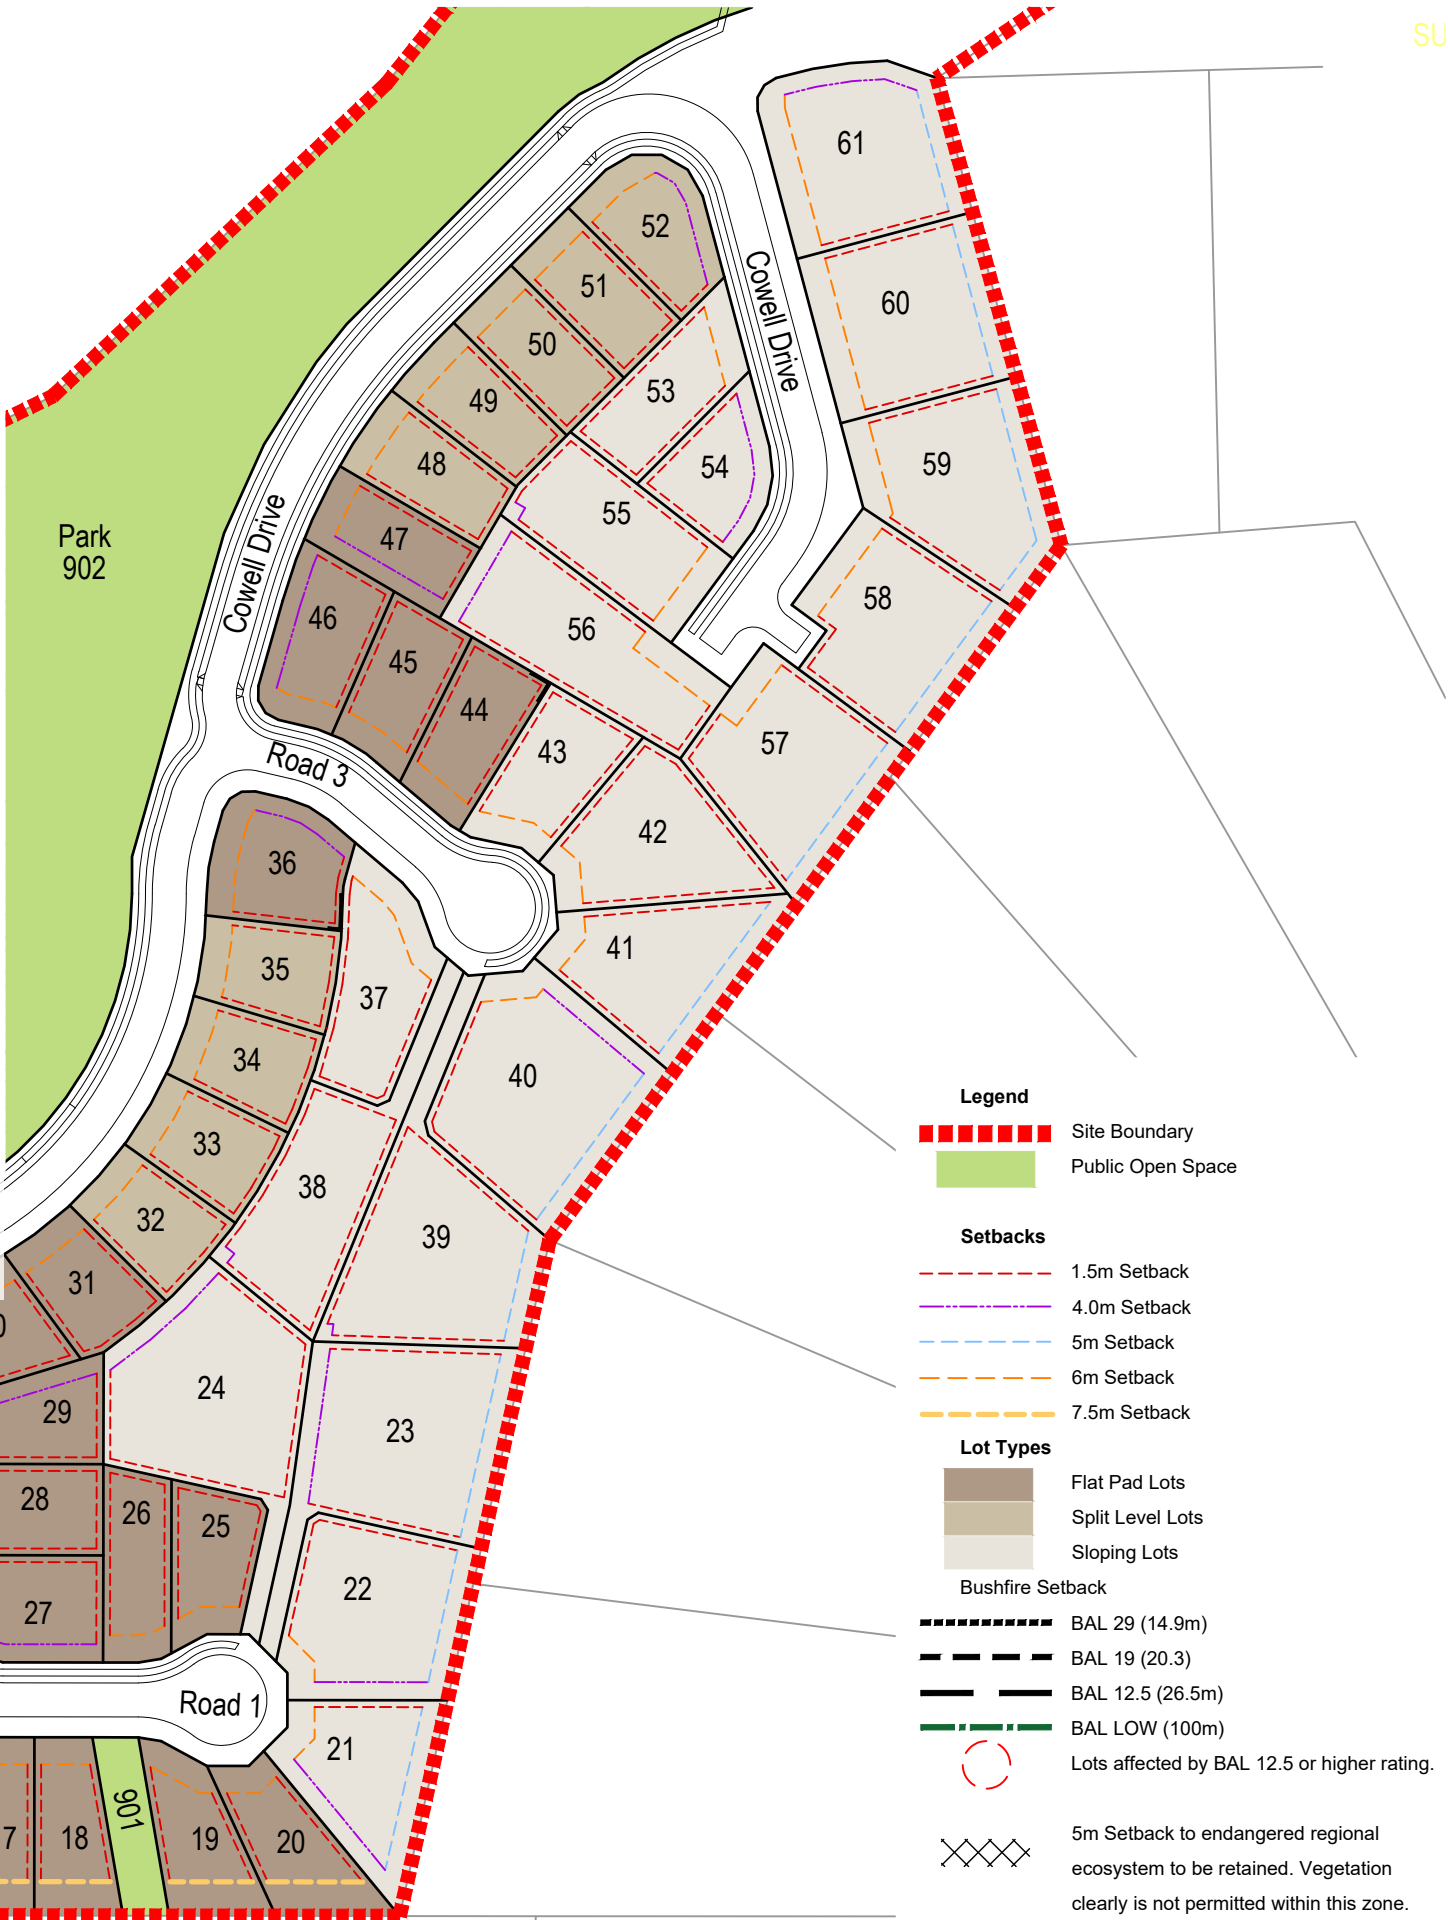 SU
61
52
51
60
50
Cowell Drive
53
49
59
48
54
55
Park
902
47
Cowell Drive
58
46
56
45
44
57
43
Road 3
42
36
41
35
37
34
40
33
38
32
39
31
0
24
29
23
28
26
25
22
27
Road 1
21
901
7
18
19
20
Legend
Site Boundary
Public Open Space
Setbacks
1.5m Setback
4.0m Setback
5m Setback
6m Setback
7.5m Setback
Lot Types
Flat Pad Lots
Split Level Lots
Sloping Lots
Bushfire Setback
BAL 29 (14.9m)
BAL 19 (20.3)
BAL 12.5 (26.5m)
BAL LOW (100m)
Lots affected by BAL 12.5 or higher rating.
5m Setback to endangered regional
ecosystem to be retained. Vegetation
clearly is not permitted within this zone.